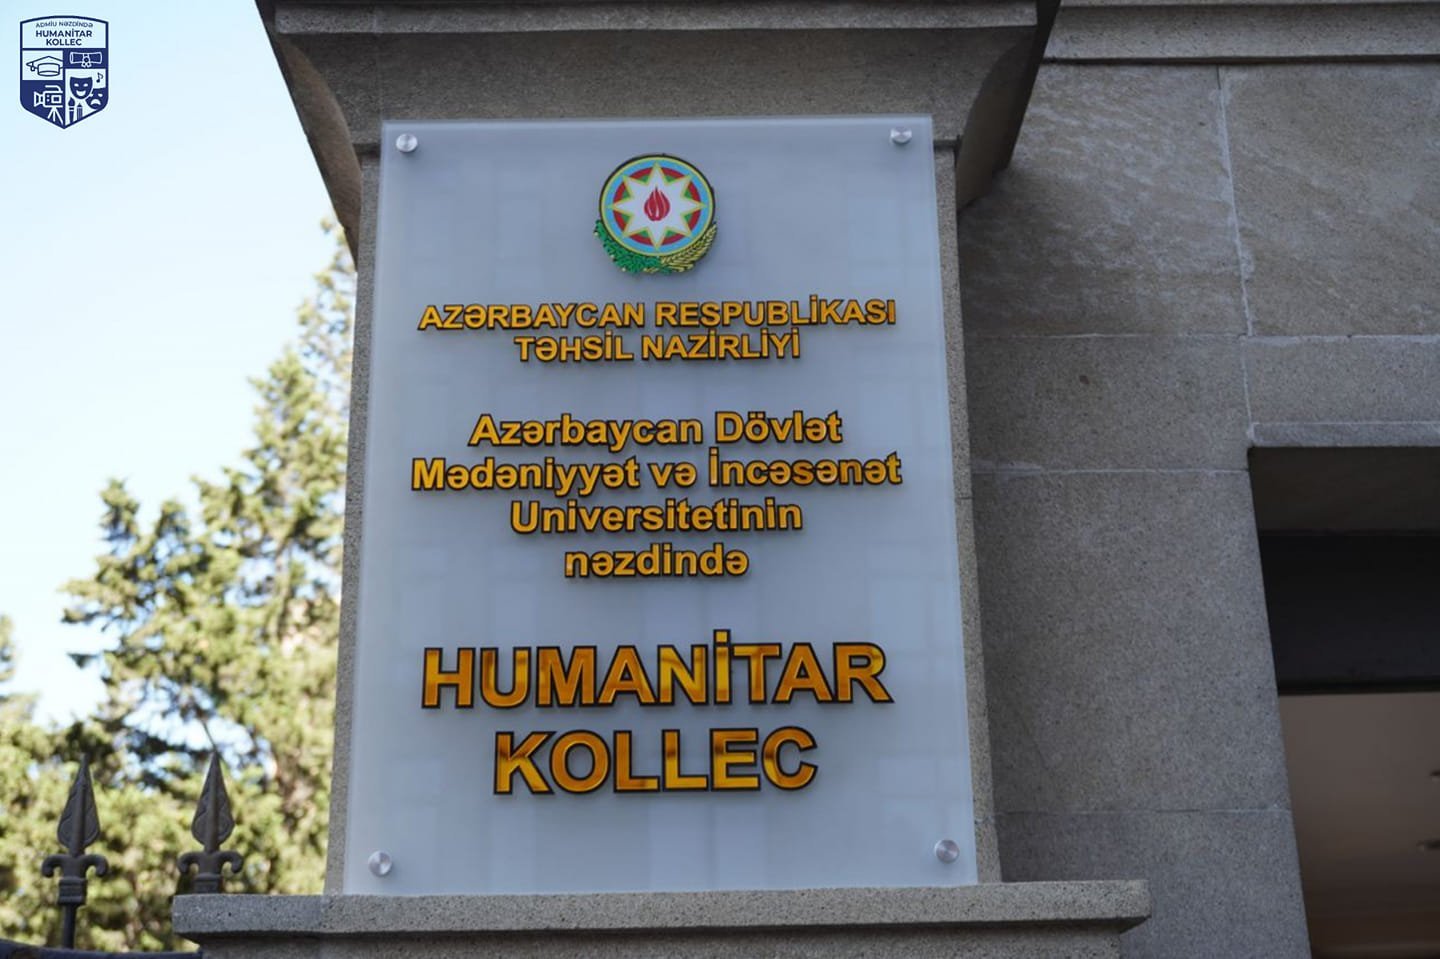 ADMİU NƏZDİNDƏ
HUMANİTAR
KOLLEC
AZƏRBAYCAN RESPUBLİKASI
TƏHSİL NAZİRLİYİ
Azərbaycan Dövlət
Mədəniyyət və İncəsənət
Universitetinin
nəzdində
HUMANİTAR
KOLLEC